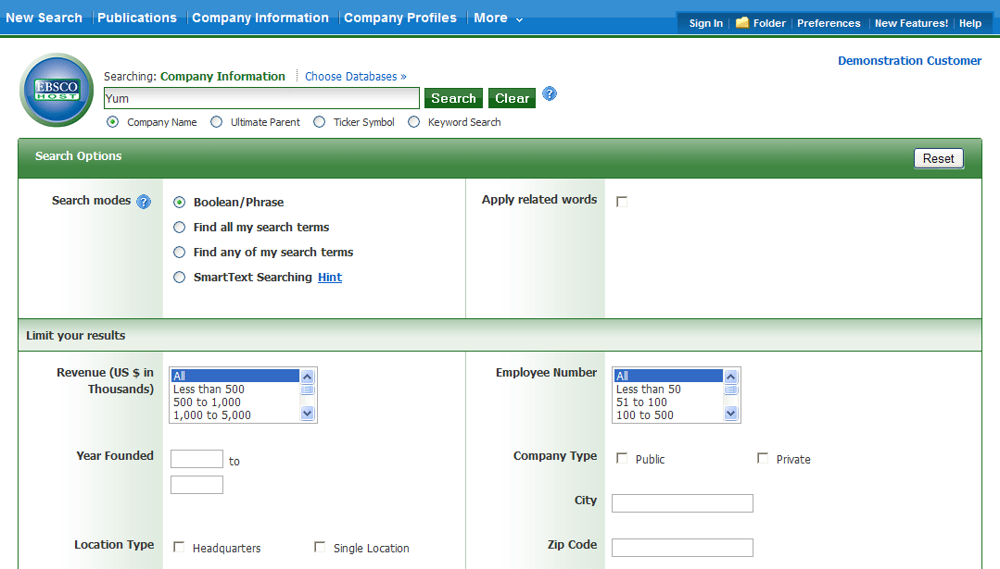 New Search Publications Company Information Company Profiles More
Sign In Folder Preferences New Features! Help
Demonstration Customer
EBSCO
HOST
Searching: Company Information Choose Databases »
Yum
Search Clear ?
Company Name Ultimate Parent Ticker Symbol Keyword Search
Search Options Reset
Search modes ?
Boolean/Phrase
Find all my search terms
Find any of my search terms
SmartText Searching Hint
Apply related words
Limit your results
Revenue (US $ in
Thousands)
All
Less than 500
500 to 1,000
1,000 to 5,000
Employee Number
All
Less than 50
51 to 100
100 to 500
Year Founded
to
Company Type Public Private
City
Location Type Headquarters Single Location
Zip Code